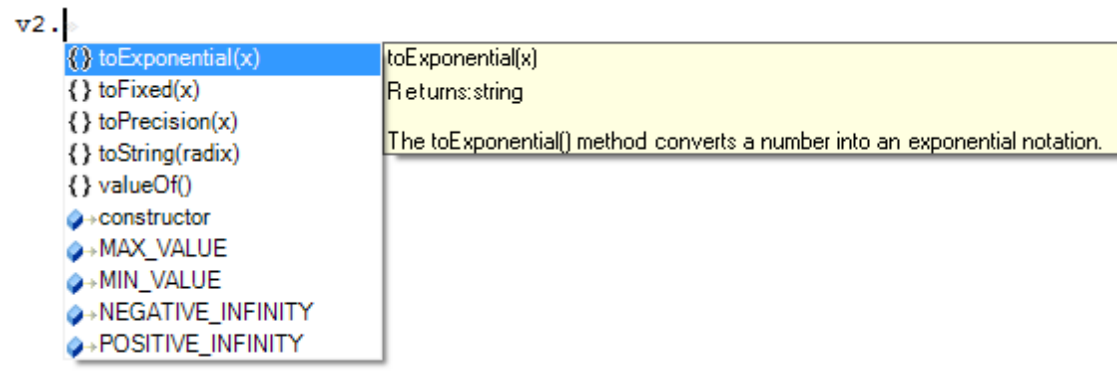 v2.
{} toExponential(x)
{} toFixed(x)
{} toPrecision(x)
{} toString(radix)
{} valueOf()
constructor
MAX_VALUE
MIN_VALUE
NEGATIVE_INFINITY
POSITIVE_INFINITY
toExponential(x)
Returns:string
The toExponential() method converts a number into an exponential notation.